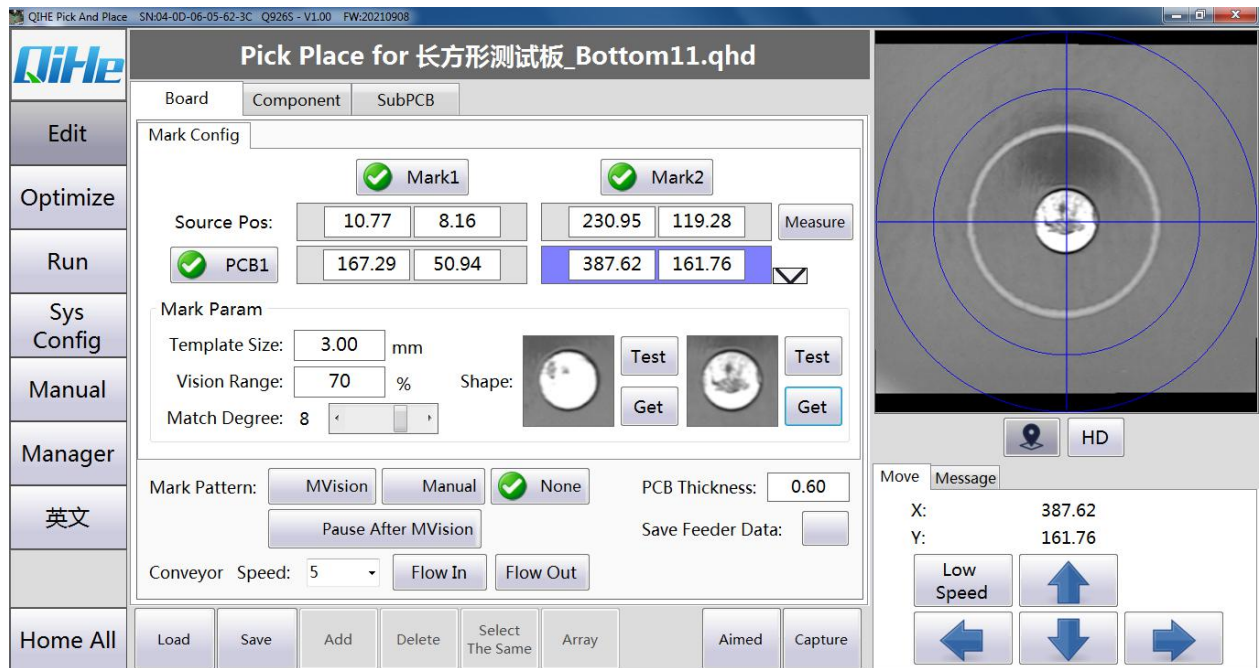 QIHE Pick And Place SN:04-0D-06-05-62-3C Q926S - V1.00 FW:20210908
QiHe
Pick Place for 长方形测试板_Bottom11.qhd
Edit
Optimize
Run
Sys
Config
Manual
Manager
英文
Home All
Board Component SubPCB
Mark Config
Mark1 Mark2
Source Pos: 10.77 8.16 230.95 119.28 Measure
PCB1 167.29 50.94 387.62 161.76
Mark Param
Template Size: 3.00 mm
Vision Range: 70 %
Match Degree: 8
Shape:
Test Test
Get Get
Mark Pattern: MVision Manual None
Pause After MVision
PCB Thickness: 0.60
Save Feeder Data:
Conveyor Speed: 5 Flow In Flow Out
Load Save Add Delete Select The Same Array Aimed Capture
HD
Move Message
X: 387.62
Y: 161.76
Low
Speed